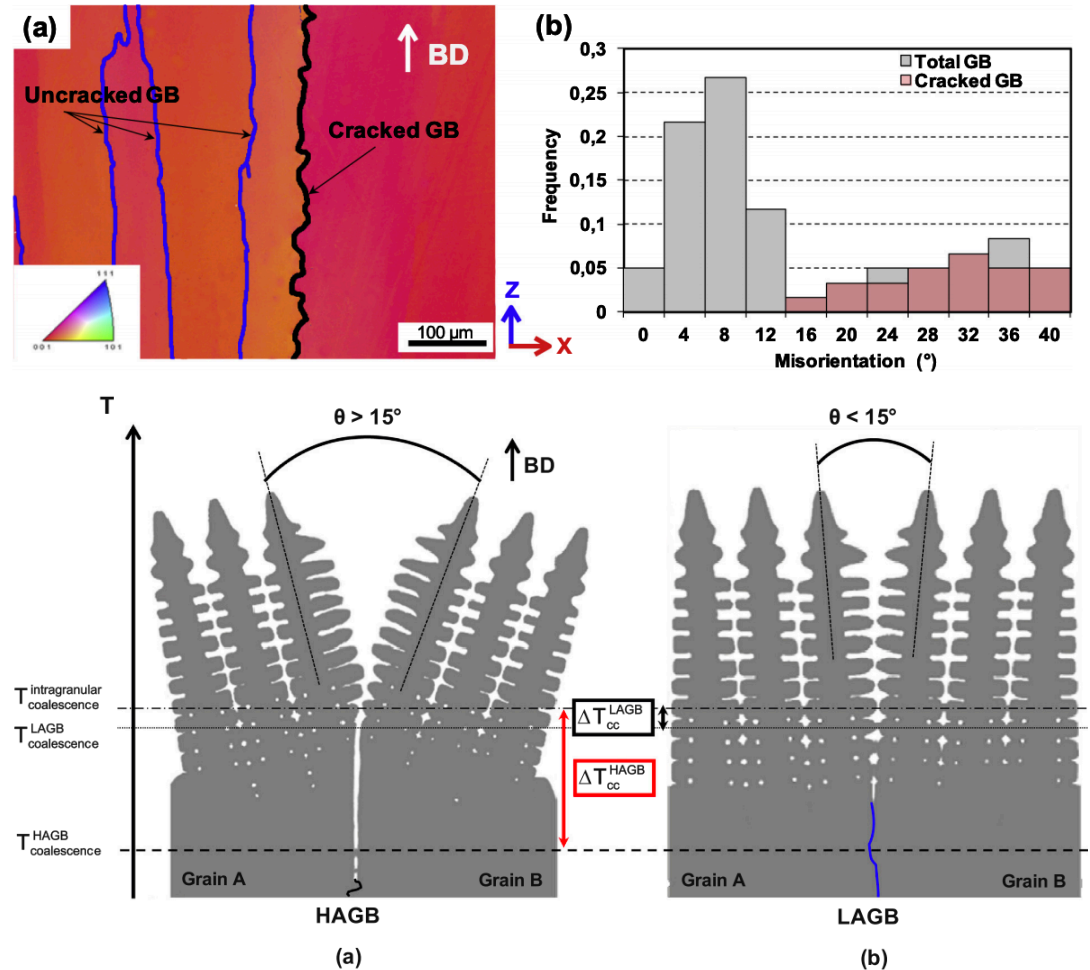 (a)
BD
Uncracked GB
Cracked GB
111
001
101
100 µm
Z
X
(b)
0,3
0,25
0,2
0,15
0,1
0,05
0
Frequency
Total GB
Cracked GB
0 4 8 12 16 20 24 28 32 36 40
Misorientation (°)
T
θ > 15°
BD
θ < 15°
T intragranular coalescence
T LAGB coalescence
T HAGB coalescence
ΔT LAGB cc
ΔT HAGB cc
Grain A
Grain B
HAGB
(a)
Grain A
Grain B
LAGB
(b)